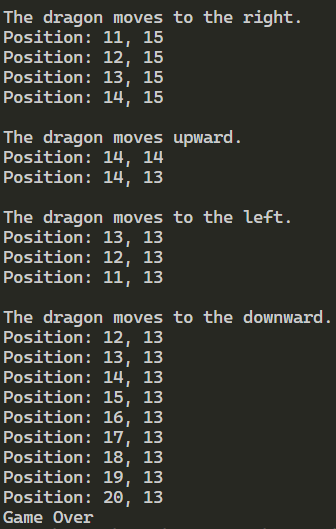 The dragon moves to the right.
Position: 11, 15
Position: 12, 15
Position: 13, 15
Position: 14, 15
The dragon moves upward.
Position: 14, 14
Position: 14, 13
The dragon moves to the left.
Position: 13, 13
Position: 12, 13
Position: 11, 13
The dragon moves to the downward.
Position: 12, 13
Position: 13, 13
Position: 14, 13
Position: 15, 13
Position: 16, 13
Position: 17, 13
Position: 18, 13
Position: 19, 13
Position: 20, 13
Game Over